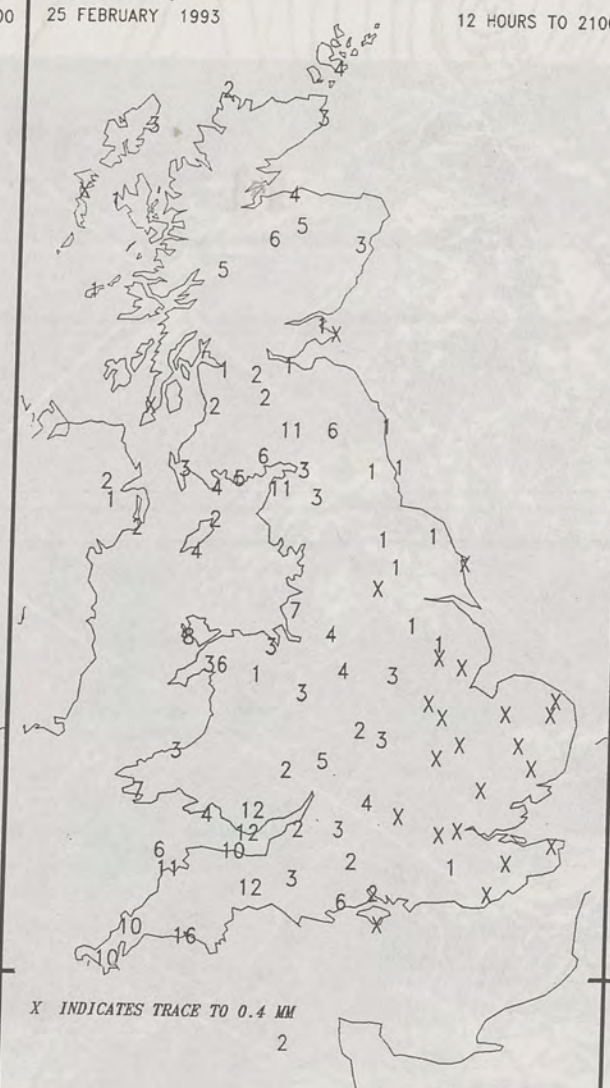 00 25 FEBRUARY 1993 12 HOURS TO 2100
4
2
3
3
X 1
4
5
6 3
5
1
1 X
1 1
2
2
X 2
11 6 1
6
3 3 1 1
2 5
1 4 11 3
2 2
4 1 1
1 X
X
7
8 4 1
3 1
36 1 4 3 X X
3
X X
X X X
2 3
3 X X X
2 5 X
X
4 12 4 X
12 2 3 X X
6 10 X
11 2 1 X
12 3
6 2 X
10 16 X
10
X INDICATES TRACE TO 0.4 MM
2